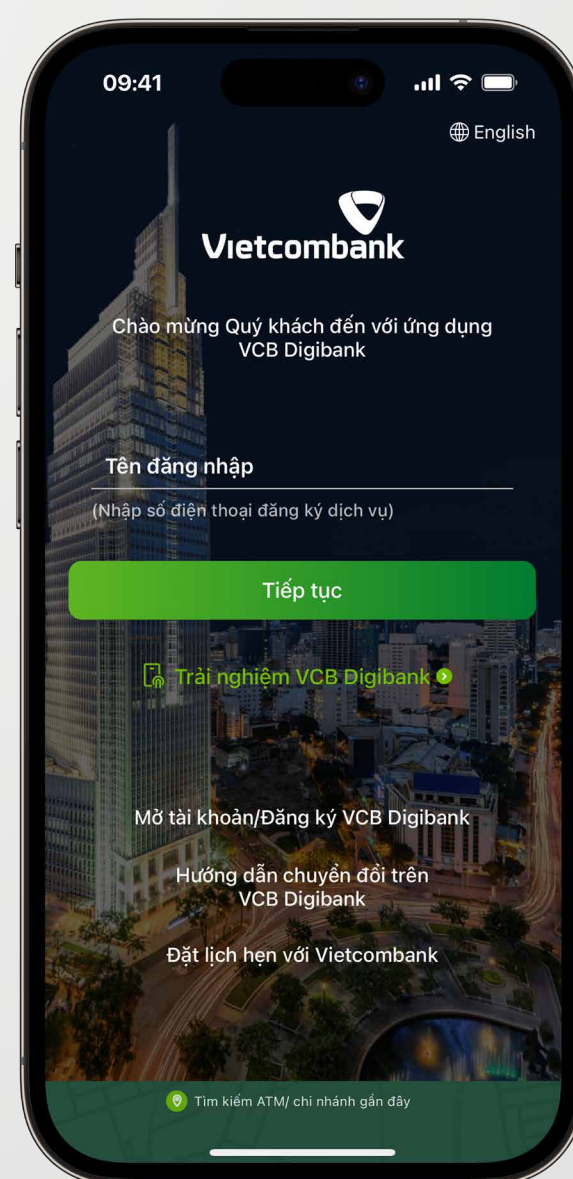 09:41
English
Vietcombank
Chào mừng Quý khách đến với ứng dụng
VCB Digibank
Tên đăng nhập
(Nhập số điện thoại đăng ký dịch vụ)
Tiếp tục
Trải nghiệm VCB Digibank
Mở tài khoản/Đăng ký VCB Digibank
Hướng dẫn chuyển đổi trên
VCB Digibank
Đặt lịch hẹn với Vietcombank
Tìm kiếm ATM/ chi nhánh gần đây